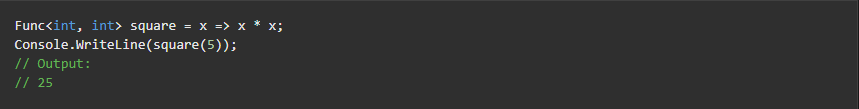 Func<int, int> square = x => x * x;
Console.WriteLine(square(5));
// Output:
// 25